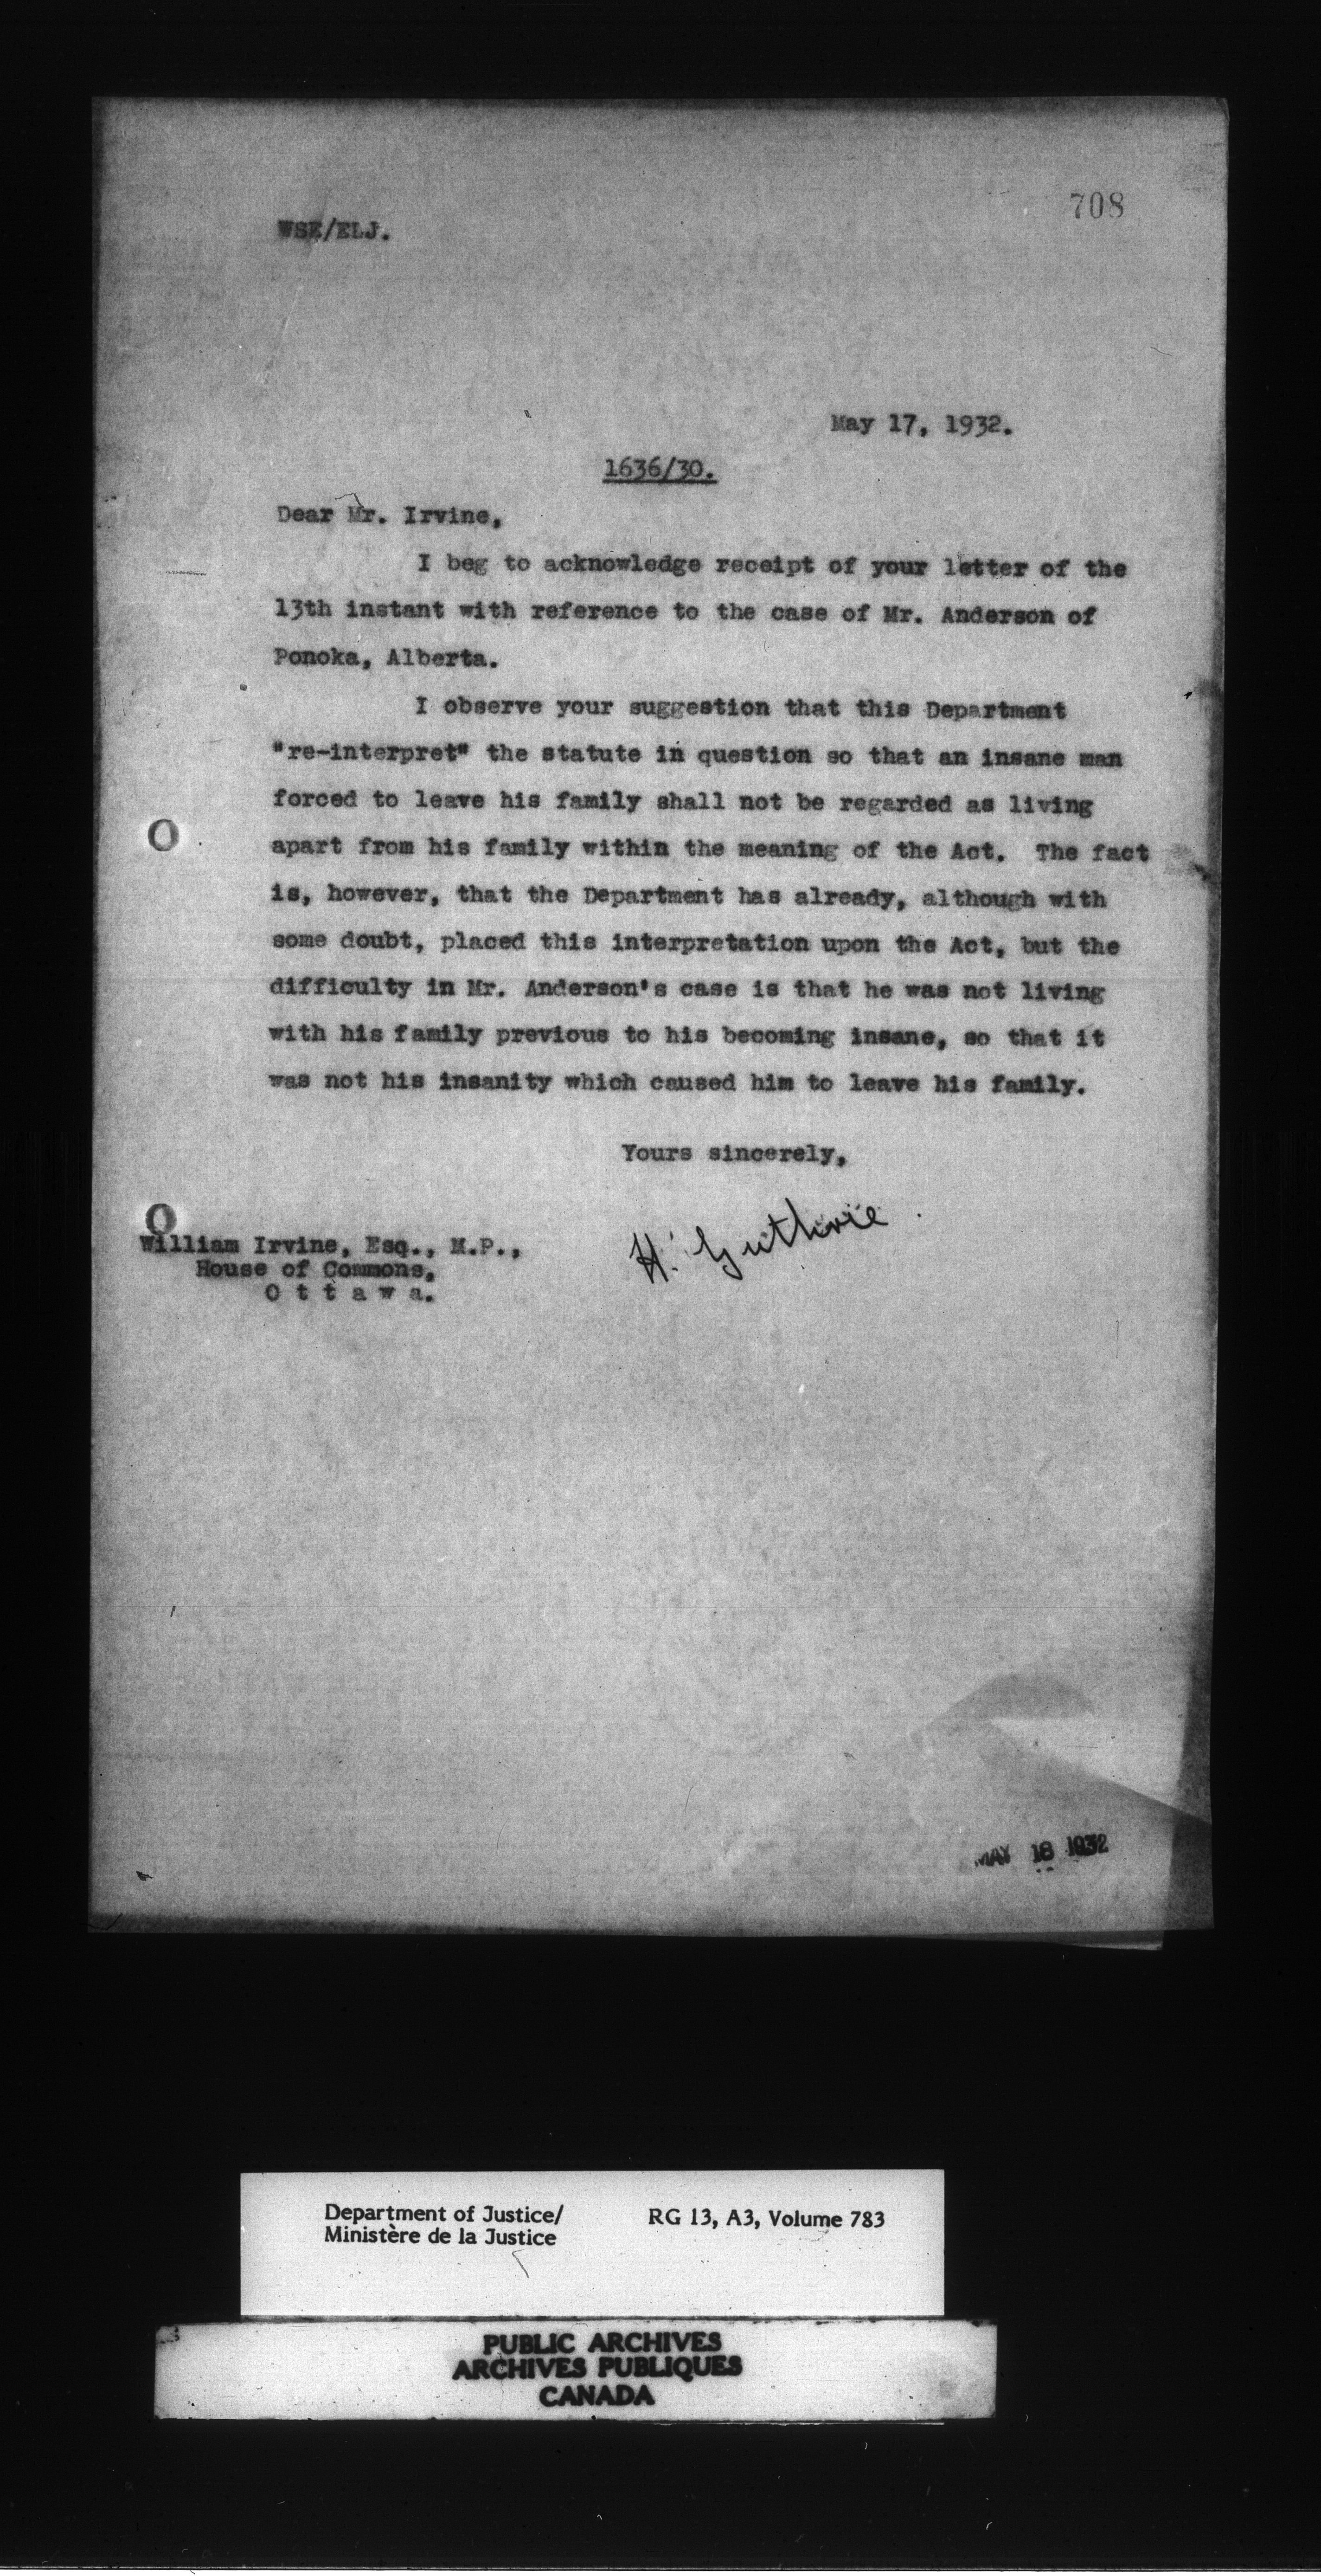 708
WSE/ELJ.
May 17, 1932.
1636/30.
Dear Mr. Irvine,
I beg to acknowledge receipt of your letter of the
13th instant with reference to the case of Mr. Anderson of
Ponoka, Alberta.
I observe your suggestion that this Department
"re-interpret" the statute in question so that an insane man
forced to leave his family shall not be regarded as living
apart from his family within the meaning of the Act. The fact
is, however, that the Department has already, although with
some doubt, placed this interpretation upon the Act, but the
difficulty in Mr. Anderson's case is that he was not living
with his family previous to his becoming insane, so that it
was not his insanity which caused him to leave his family.
Yours sincerely,
H. Guthrie
William Irvine, Esq., M.P.,
House of Commons,
O t t a w a.
MAY 18 1932
Department of Justice/ RG 13, A3, Volume 783
Ministère de la Justice
PUBLIC ARCHIVES
ARCHIVES PUBLIQUES
CANADA